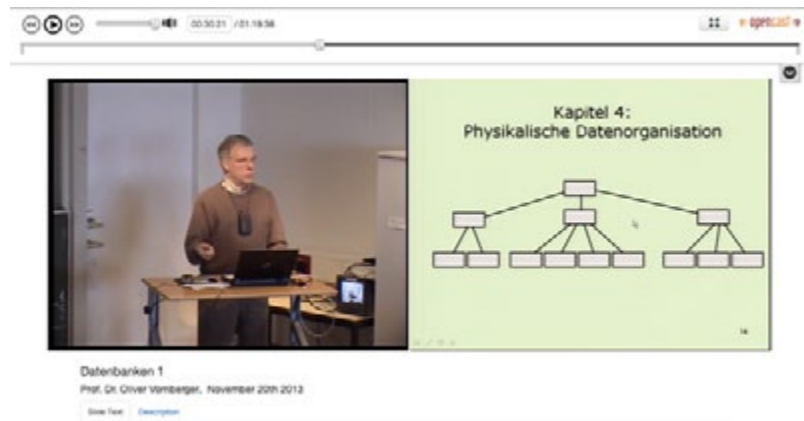 00:30:21 / 01:18:38
opencast
Kapitel 4:
Physikalische Datenorganisation
Datenbanken 1
Prof. Dr. Oliver Vornberger, November 20th 2013
Slide Text Description